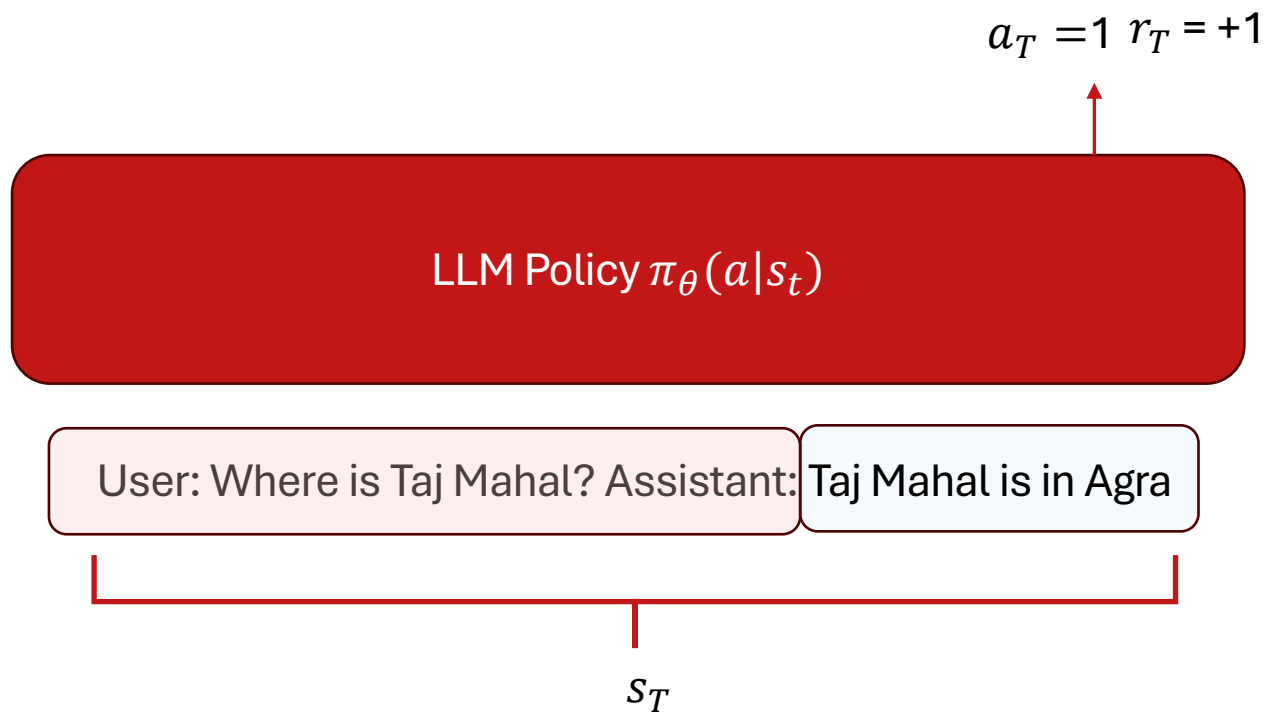 a_T =1 r_T = +1
LLM Policy π_θ(a|s_t)
User: Where is Taj Mahal? Assistant: Taj Mahal is in Agra
s_T